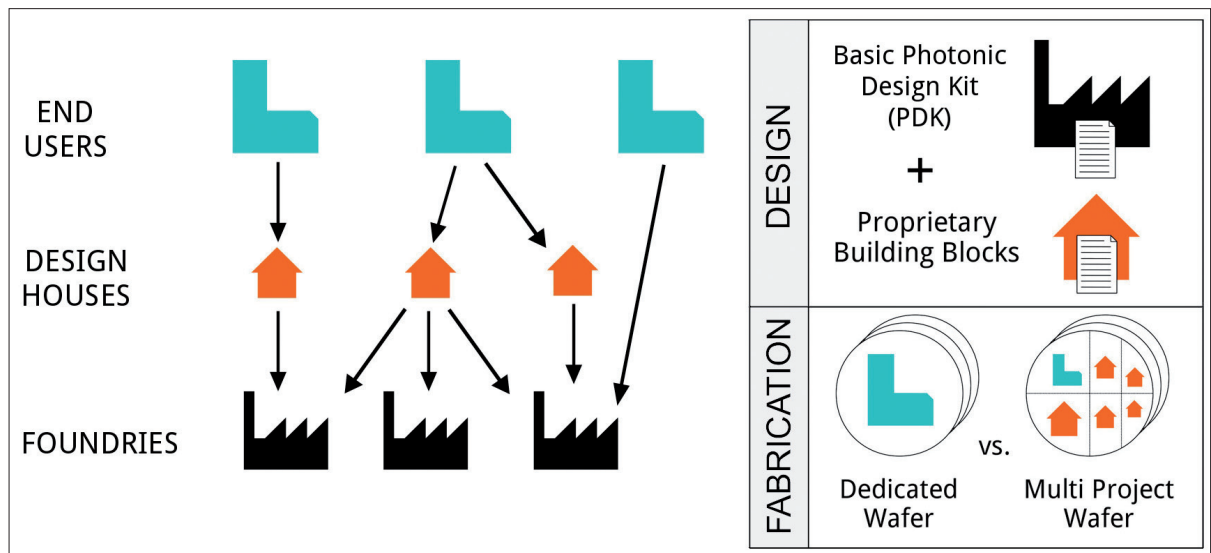 END
USERS
DESIGN
HOUSES
FOUNDRIES
DESIGN
Basic Photonic
Design Kit
(PDK)
+
Proprietary
Building Blocks
FABRICATION
vs.
Dedicated
Wafer
Multi Project
Wafer